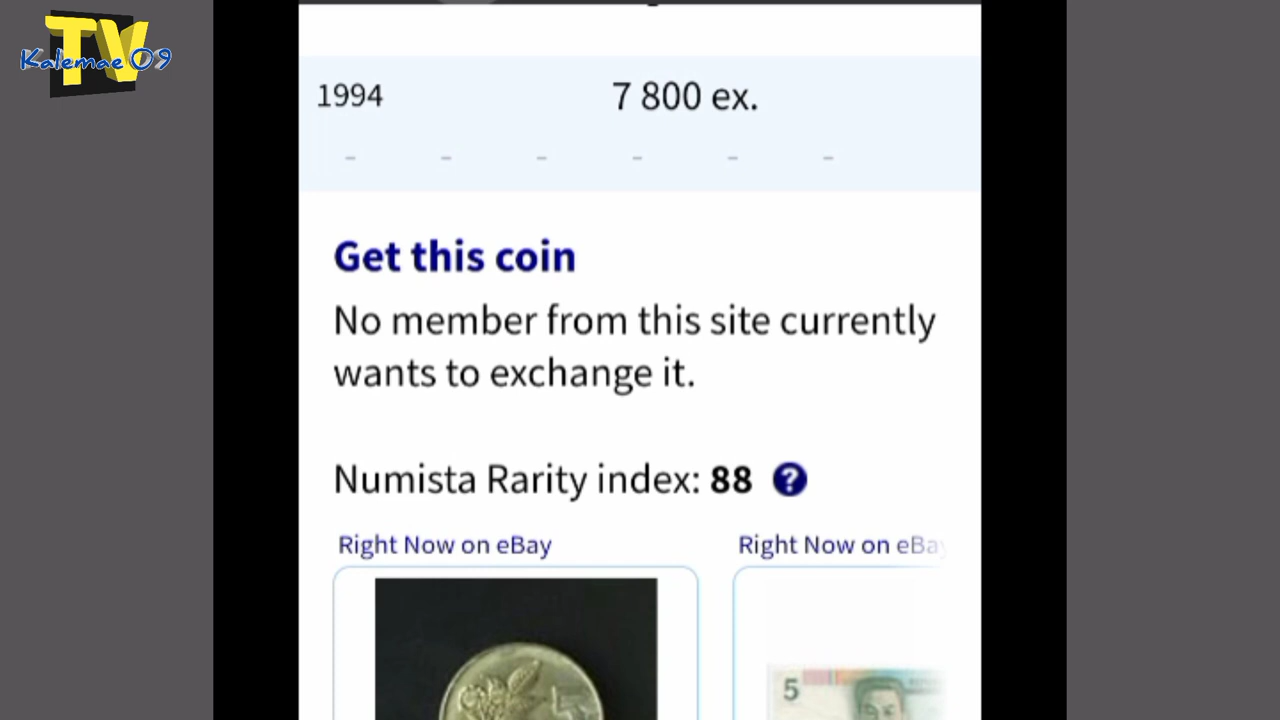 TV
Kalemae 09
1994 7 800 ex.
- - - - - -
Get this coin
No member from this site currently
wants to exchange it.
Numista Rarity index: 88 ?
Right Now on eBay Right Now on eBay
5